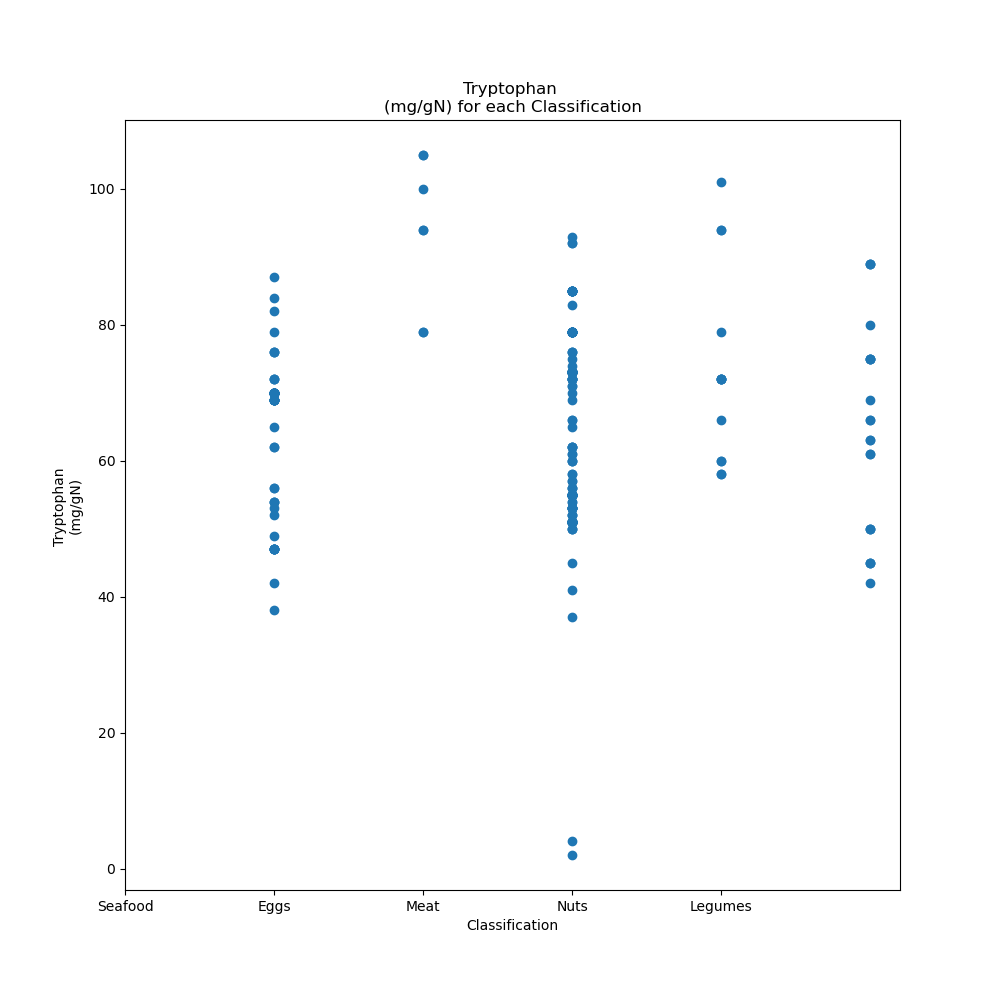 Tryptophan
(mg/gN) for each Classification
100
80
60
40
20
0
Tryptophan
(mg/gN)
Seafood Eggs Meat Nuts Legumes
Classification